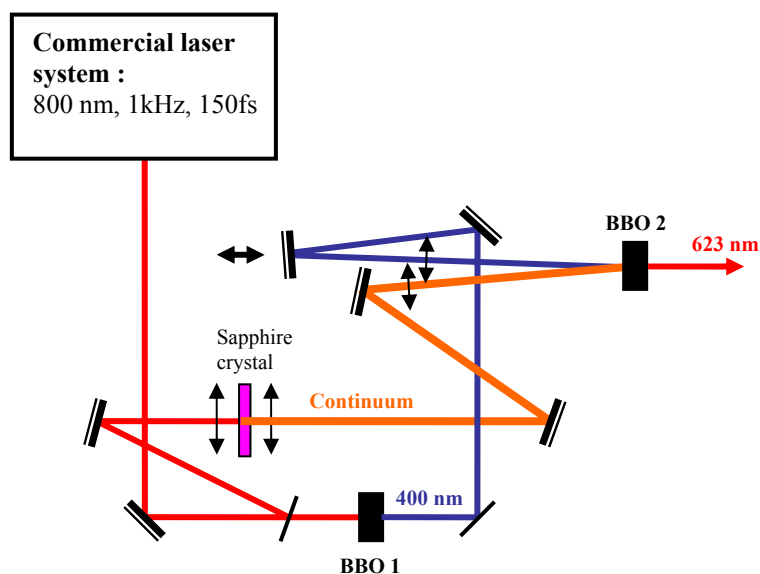 Commercial laser
system :
800 nm, 1kHz, 150fs
BBO 2
623 nm
Sapphire
crystal
Continuum
400 nm
BBO 1